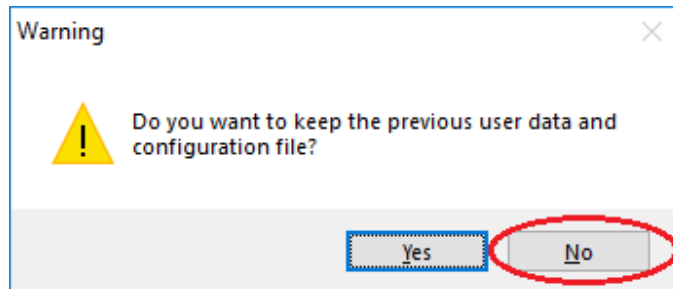 Warning
Do you want to keep the previous user data and
configuration file?
Yes
No